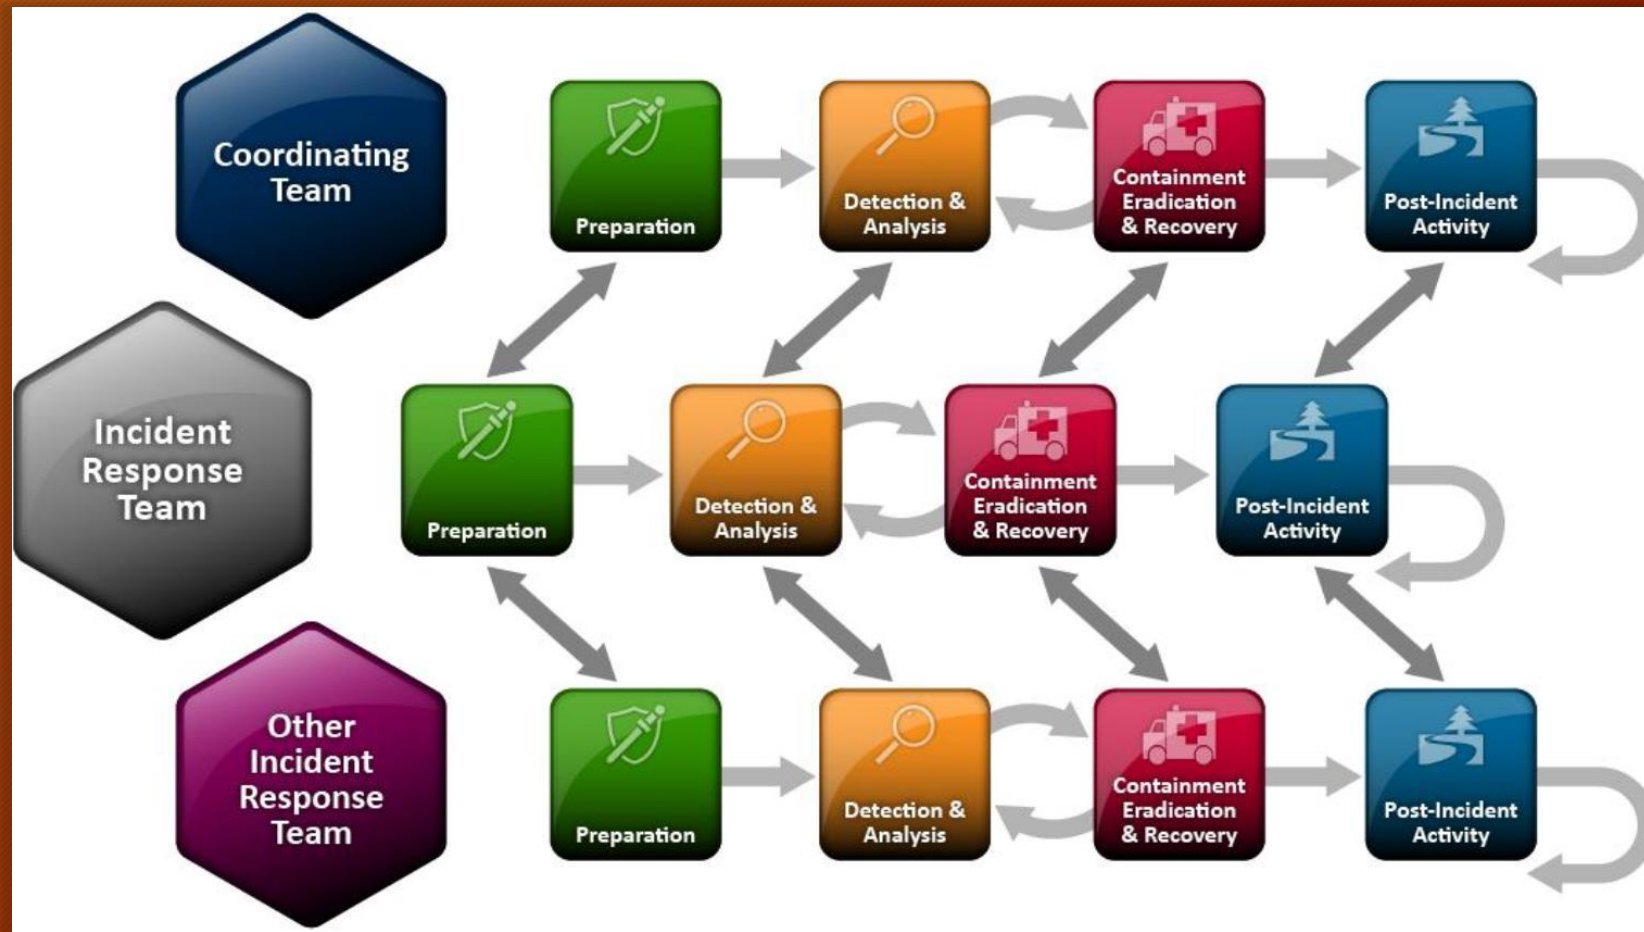 Coordinating
Team
Preparation
Detection &
Analysis
Containment
Eradication
& Recovery
Post-Incident
Activity
Incident
Response
Team
Preparation
Detection &
Analysis
Containment
Eradication
& Recovery
Post-Incident
Activity
Other
Incident
Response
Team
Preparation
Detection &
Analysis
Containment
Eradication
& Recovery
Post-Incident
Activity